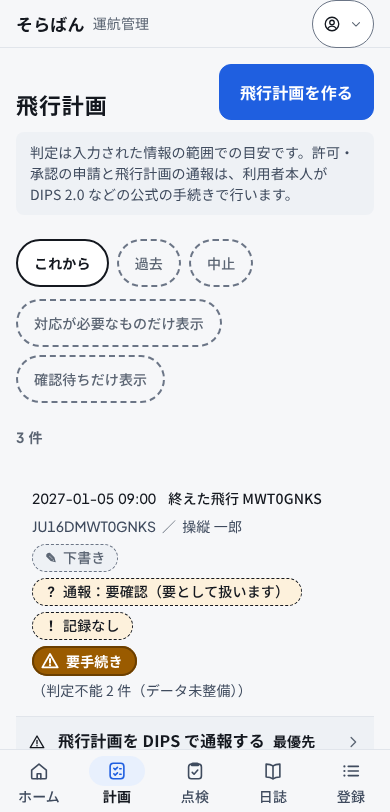 そらばん 運航管理
飛行計画
飛行計画を作る
判定は入力された情報の範囲での目安です。許可・
承認の申請と飛行計画の通報は、利用者本人が
DIPS 2.0 などの公式の手続きで行います。
これから 過去 中止
対応が必要なものだけ表示
確認待ちだけ表示
3 件
2027-01-05 09:00 終えた飛行 MWT0GNKS
JU16DMWT0GNKS ／ 操縦 一郎
✎ 下書き
? 通報：要確認（要として扱います）
! 記録なし
⚠ 要手続き
（判定不能 2 件（データ未整備））
⚠ 飛行計画を DIPS で通報する 最優先
ホーム 計画 点検 日誌 登録